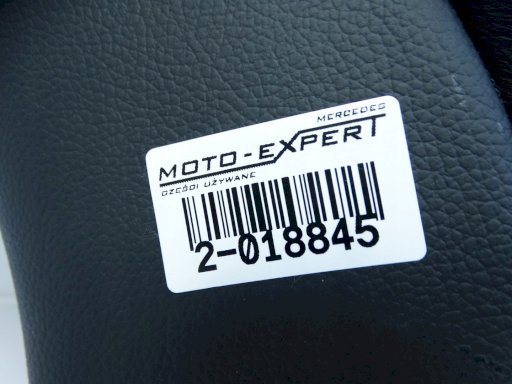 MERCEDES
MOTO-EXPERT
CZĘŚCI UŻYWANE
2-018845